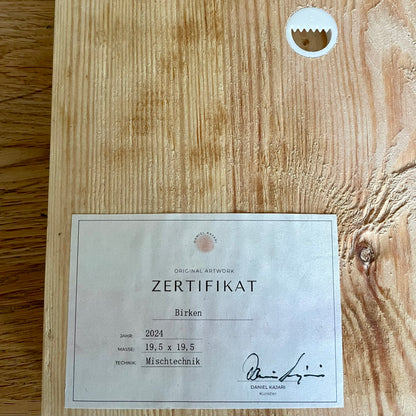 DANIEL KAJARI
ORIGINAL ARTWORK
ZERTIFIKAT
Birken
JAHR: 2024
MASSE: 19,5 x 19,5
TECHNIK: Mischtechnik
DANIEL KAJARI
Künstler